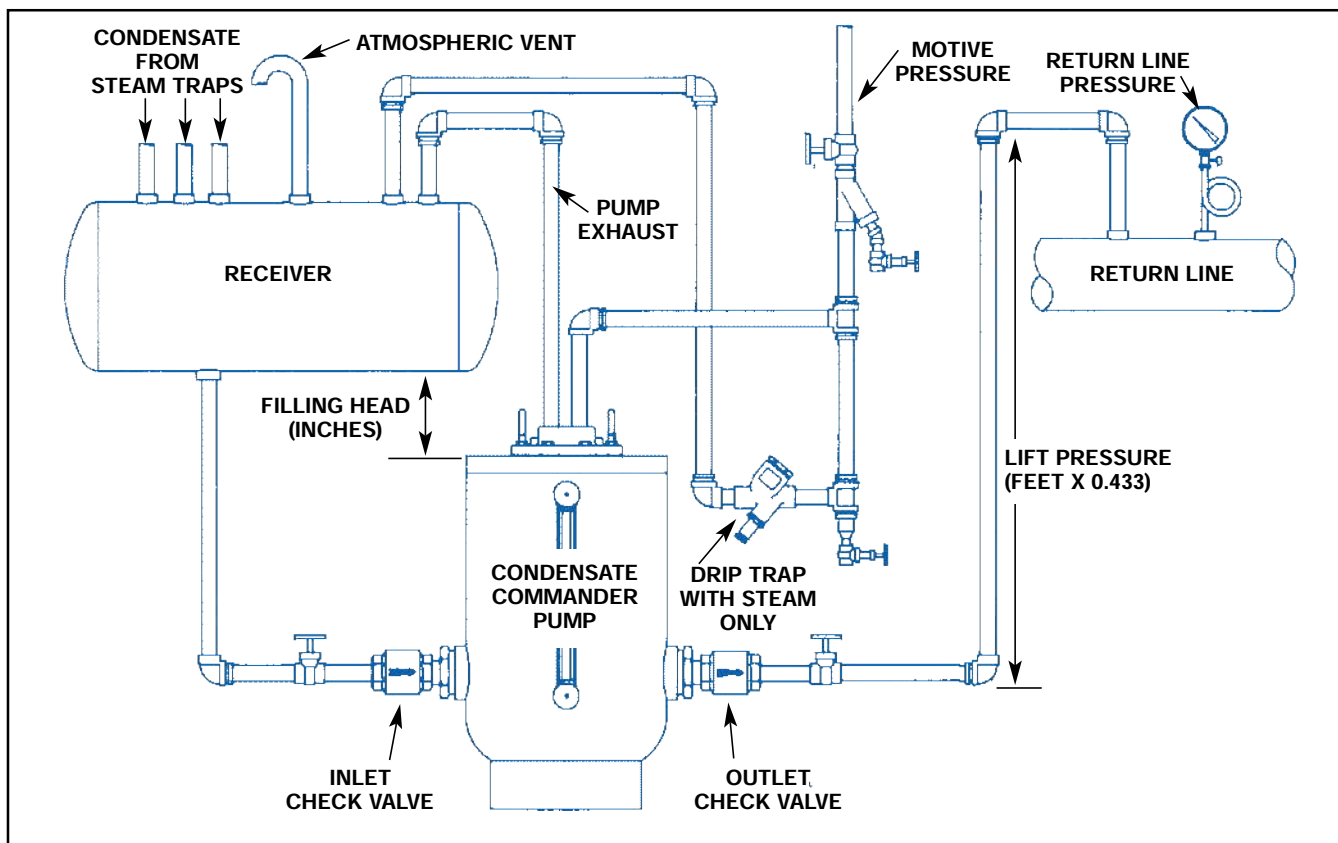 CONDENSATE
FROM
STEAM TRAPS
ATMOSPHERIC VENT
MOTIVE
PRESSURE
RETURN LINE
PRESSURE
PUMP
EXHAUST
RECEIVER
RETURN LINE
FILLING HEAD
(INCHES)
LIFT PRESSURE
(FEET X 0.433)
CONDENSATE
COMMANDER
PUMP
DRIP TRAP
WITH STEAM
ONLY
INLET
CHECK VALVE
OUTLET
CHECK VALVE